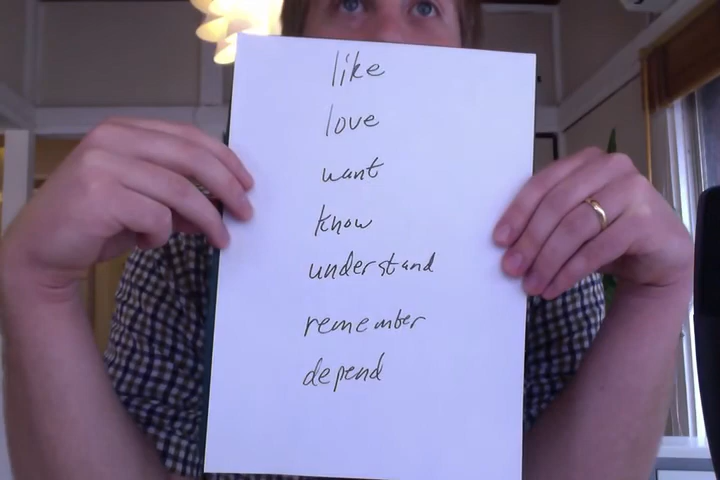 like
love
want
know
understand
remember
depend